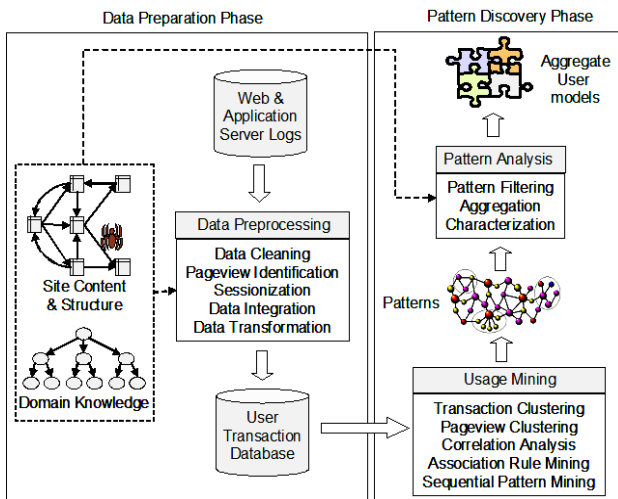 Data Preparation Phase
Web &
Application
Server Logs
Site Content
& Structure
Domain Knowledge
Data Preprocessing
Data Cleaning
Pageview Identification
Sessionization
Data Integration
Data Transformation
User
Transaction
Database
Pattern Discovery Phase
Aggregate
User
models
Pattern Analysis
Pattern Filtering
Aggregation
Characterization
Patterns
Usage Mining
Transaction Clustering
Pageview Clustering
Correlation Analysis
Association Rule Mining
Sequential Pattern Mining